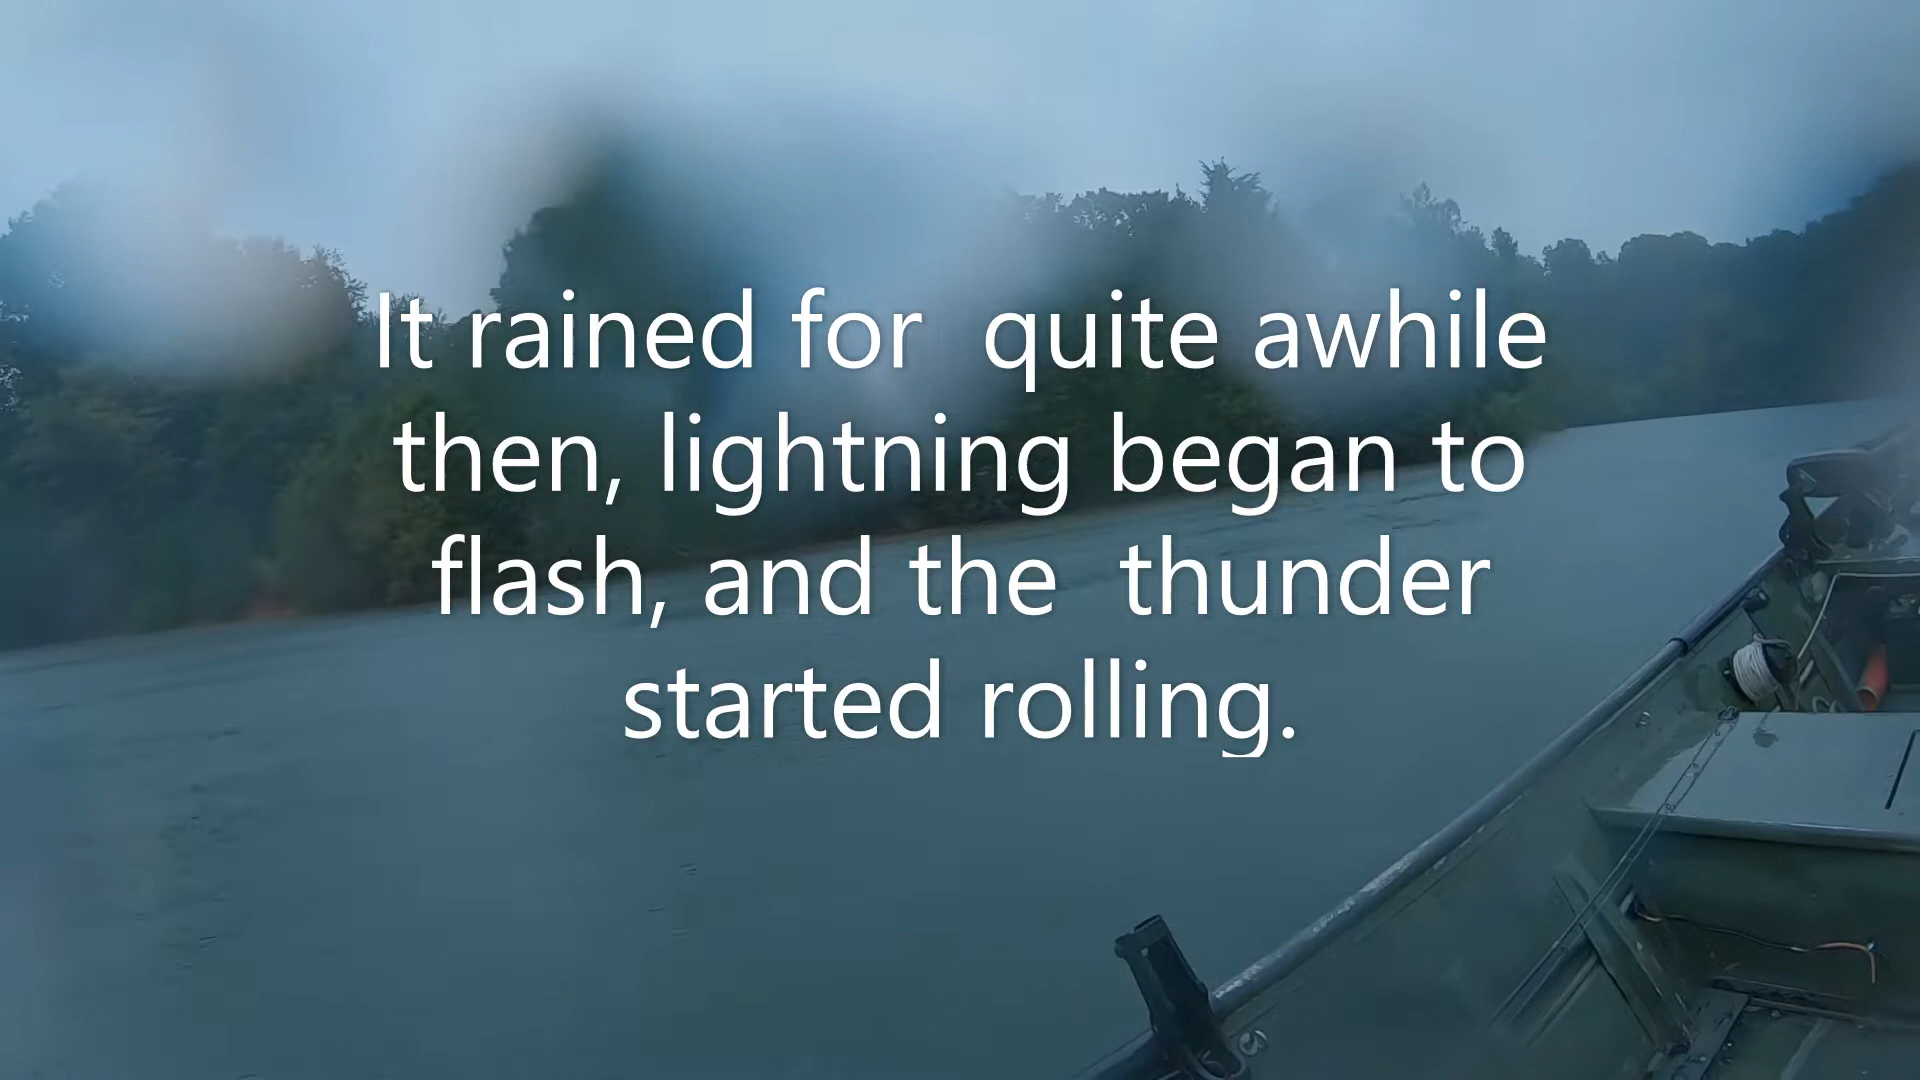 It rained for  quite awhile
then, lightning began to
flash, and the  thunder
started rolling.